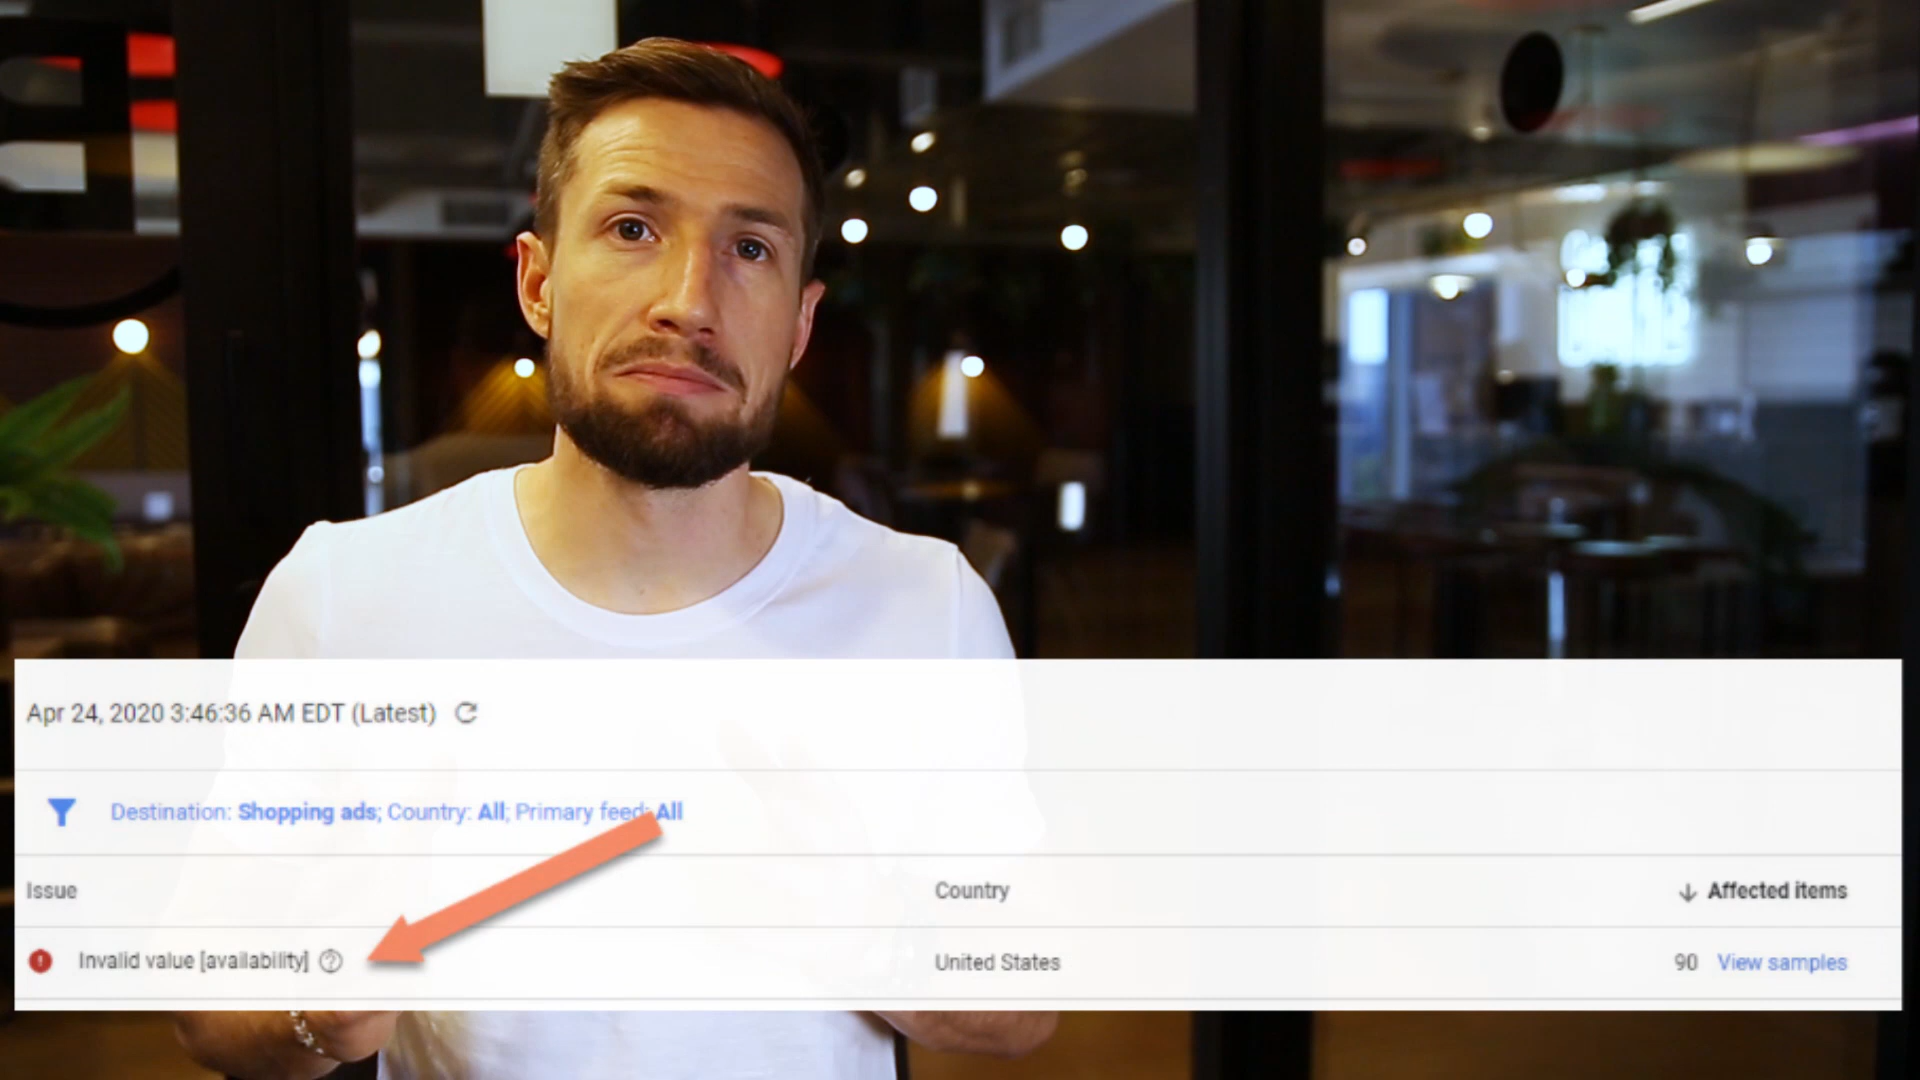 Apr 24, 2020 3:46:36 AM EDT (Latest)
Destination: Shopping ads; Country: All; Primary feed: All
Issue Country Affected items
Invalid value [availability] United States 90 View samples